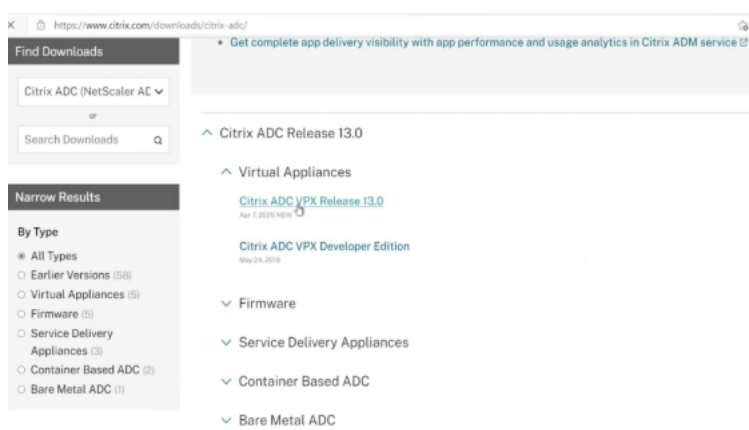 https://www.citrix.com/downloads/citrix-adc/
Find Downloads
Citrix ADC (NetScaler AD
or
Search Downloads
Narrow Results
By Type
All Types
Earlier Versions (58)
Virtual Appliances (5)
Firmware (5)
Service Delivery
Appliances (3)
Container Based ADC (2)
Bare Metal ADC (1)
Get complete app delivery visibility with app performance and usage analytics in Citrix ADM service
Citrix ADC Release 13.0
Virtual Appliances
Citrix ADC VPX Release 13.0
Apr 7, 2021 NEW
Citrix ADC VPX Developer Edition
May 24, 2019
Firmware
Service Delivery Appliances
Container Based ADC
Bare Metal ADC